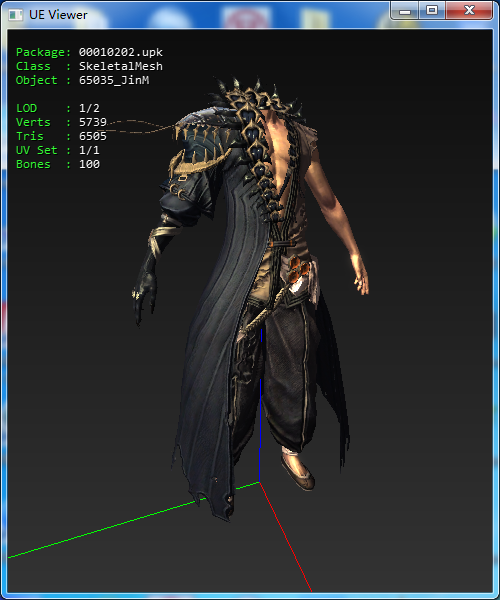 UE Viewer
Package: 00010202.upk
Class : SkeletalMesh
Object : 65035_JinM
LOD : 1/2
Verts : 5739
Tris : 6505
UV Set : 1/1
Bones : 100